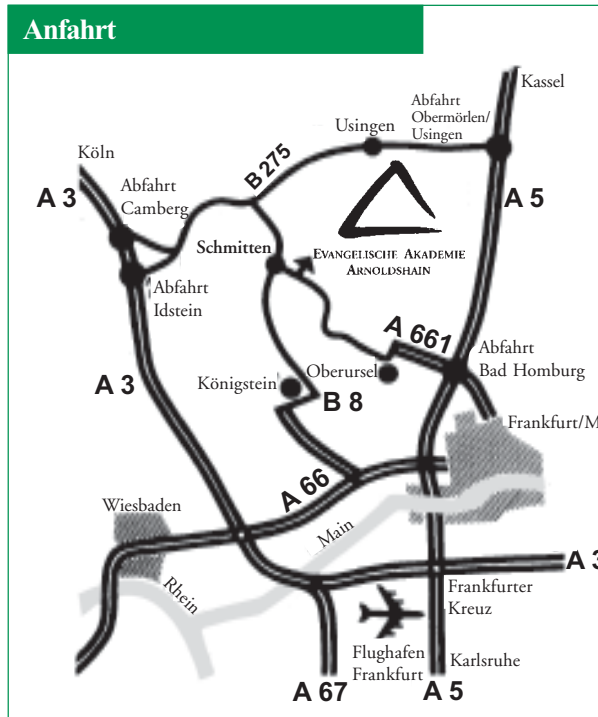 Anfahrt
Kassel
Abfahrt
Obermörlen/
Usingen
Usingen
Köln
B 275
A 3
Abfahrt
Camberg
A 5
Schmitten
EVANGELISCHE AKADEMIE
ARNOLDSHAIN
Abfahrt
Idstein
A 661
Abfahrt
Bad Homburg
A 3
Königstein
Oberursel
B 8
Frankfurt/M
A 66
Wiesbaden
Main
Rhein
A 3
Frankfurter
Kreuz
Flughafen
Frankfurt
Karlsruhe
A 67
A 5